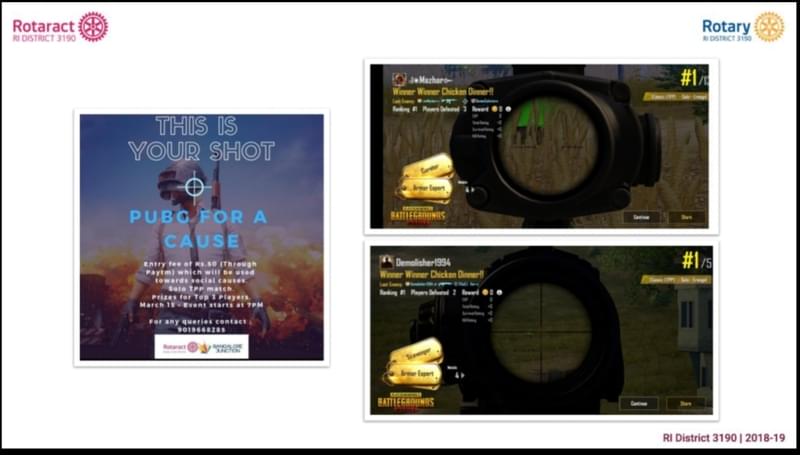 Rotaract
RI DISTRICT 3190
Rotary
RI DISTRICT 3190
THIS IS
YOUR SHOT
PUBG FOR A
CAUSE
Entry fee of Rs.50 (Through
Paytm) which will be used
towards social causes.
Solo TPP match.
Prizes for Top 3 Players.
March 15 - Event starts at 7PM
For any queries contact :
9019668285
Rotaract
BANGALORE
JUNCTION
Mazhar
#1
Winner Winner Chicken Dinner!!
Ranking #1 Players Defeated 3 Reward
Armor Expert
BATTLEGROUNDS
Continue
Share
Demolisher1994
#1/5
Winner Winner Chicken Dinner!!
Ranking #1 Players Defeated 2 Reward
Scavenger
Armor Expert
BATTLEGROUNDS
Continue
Share
RI District 3190 | 2018-19